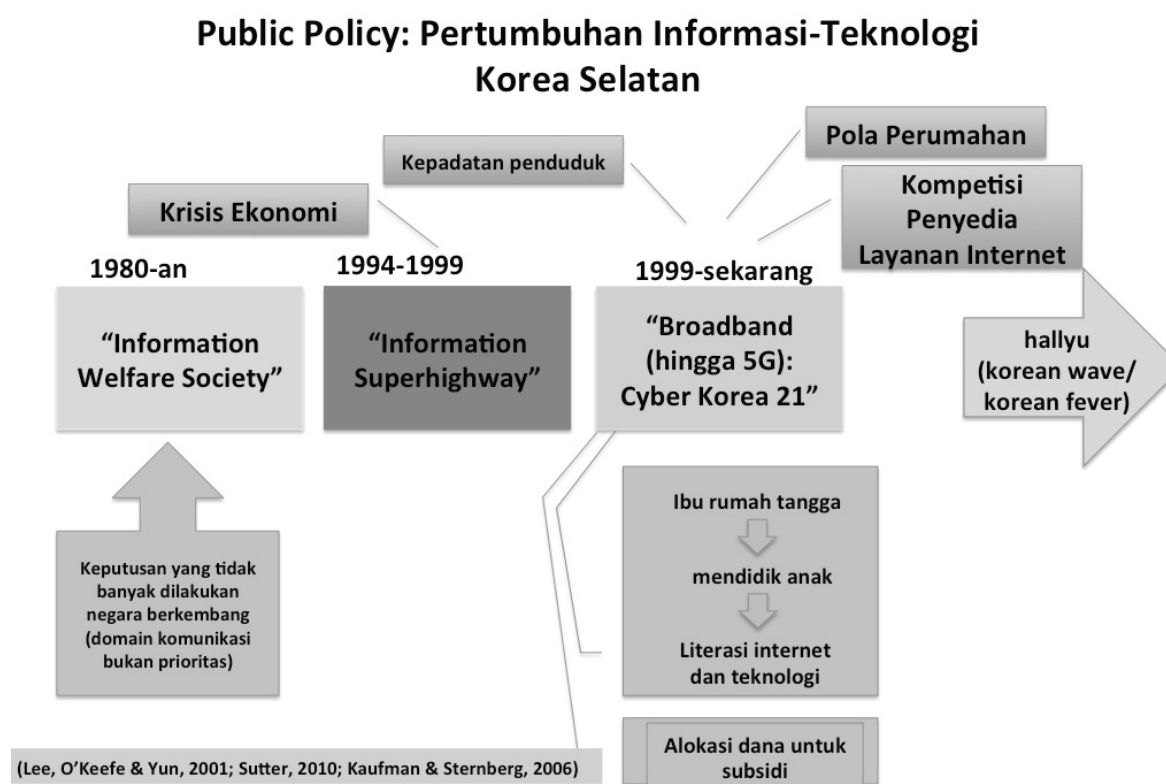 Public Policy: Pertumbuhan Informasi-Teknologi
Korea Selatan
Pola Perumahan
Kepadatan penduduk
Kompetisi
Penyedia
Layanan Internet
Krisis Ekonomi
1980-an
1994-1999
1999-sekarang
“Information
Welfare Society”
“Information
Superhighway”
“Broadband
(hingga 5G):
Cyber Korea 21”
hallyu
(korean wave/
korean fever)
Keputusan yang tidak
banyak dilakukan
negara berkembang
(domain komunikasi
bukan prioritas)
Ibu rumah tangga
mendidik anak
Literasi internet
dan teknologi
Alokasi dana untuk
subsidi
(Lee, O’Keefe & Yun, 2001; Sutter, 2010; Kaufman & Sternberg, 2006)